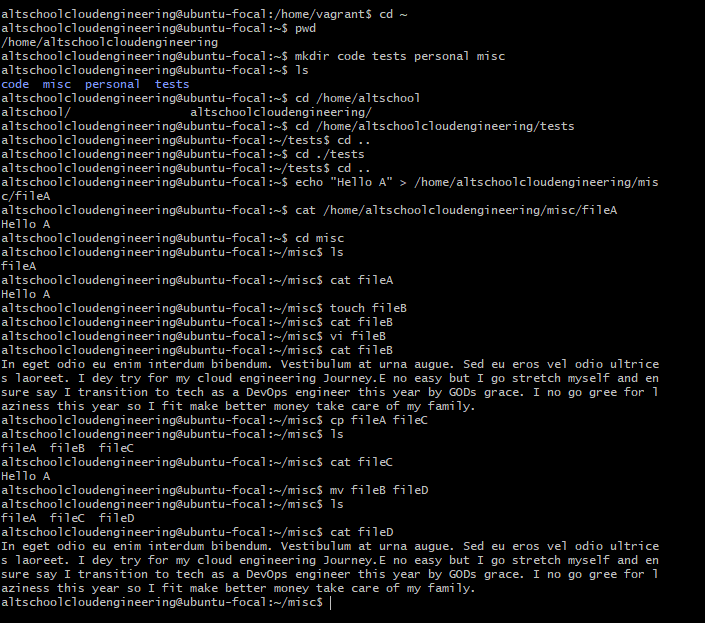 altschoolcloudengineering@ubuntu-focal:/home/vagrant$ cd ~
altschoolcloudengineering@ubuntu-focal:~$ pwd
/home/altschoolcloudengineering
altschoolcloudengineering@ubuntu-focal:~$ mkdir code tests personal misc
altschoolcloudengineering@ubuntu-focal:~$ ls
code  misc  personal  tests
altschoolcloudengineering@ubuntu-focal:~$ cd /home/altschool
altschool/                 altschoolcloudengineering/
altschoolcloudengineering@ubuntu-focal:~$ cd /home/altschoolcloudengineering/tests
altschoolcloudengineering@ubuntu-focal:~/tests$ cd ..
altschoolcloudengineering@ubuntu-focal:~$ cd ./tests
altschoolcloudengineering@ubuntu-focal:~/tests$ cd ..
altschoolcloudengineering@ubuntu-focal:~$ echo "Hello A" > /home/altschoolcloudengineering/mis
c/fileA
altschoolcloudengineering@ubuntu-focal:~$ cat /home/altschoolcloudengineering/misc/fileA
Hello A
altschoolcloudengineering@ubuntu-focal:~$ cd misc
altschoolcloudengineering@ubuntu-focal:~/misc$ ls
fileA
altschoolcloudengineering@ubuntu-focal:~/misc$ cat fileA
Hello A
altschoolcloudengineering@ubuntu-focal:~/misc$ touch fileB
altschoolcloudengineering@ubuntu-focal:~/misc$ cat fileB
altschoolcloudengineering@ubuntu-focal:~/misc$ vi fileB
altschoolcloudengineering@ubuntu-focal:~/misc$ cat fileB
In eget odio eu enim interdum bibendum. Vestibulum at urna augue. Sed eu eros vel odio ultrice
s laoreet. I dey try for my cloud engineering Journey.E no easy but I go stretch myself and en
sure say I transition to tech as a DevOps engineer this year by GODs grace. I no go gree for l
aziness this year so I fit make better money take care of my family.
altschoolcloudengineering@ubuntu-focal:~/misc$ cp fileA fileC
altschoolcloudengineering@ubuntu-focal:~/misc$ ls
fileA  fileB  fileC
altschoolcloudengineering@ubuntu-focal:~/misc$ cat fileC
Hello A
altschoolcloudengineering@ubuntu-focal:~/misc$ mv fileB fileD
altschoolcloudengineering@ubuntu-focal:~/misc$ ls
fileA  fileC  fileD
altschoolcloudengineering@ubuntu-focal:~/misc$ cat fileD
In eget odio eu enim interdum bibendum. Vestibulum at urna augue. Sed eu eros vel odio ultrice
s laoreet. I dey try for my cloud engineering Journey.E no easy but I go stretch myself and en
sure say I transition to tech as a DevOps engineer this year by GODs grace. I no go gree for l
aziness this year so I fit make better money take care of my family.
altschoolcloudengineering@ubuntu-focal:~/misc$